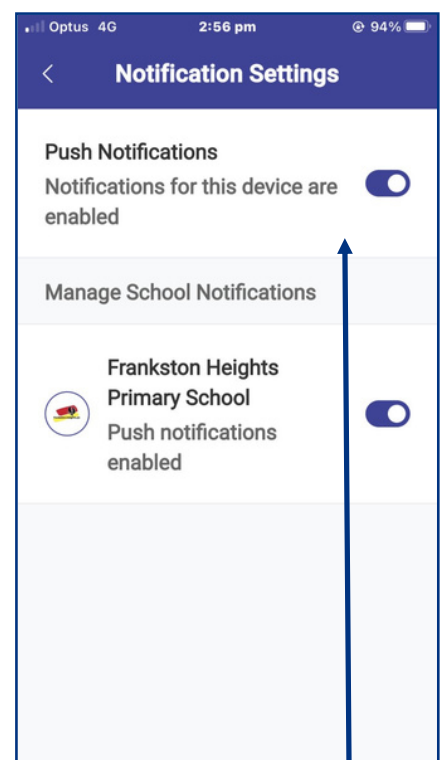 Optus 4G 2:56 pm 94%
Notification Settings
Push Notifications
Notifications for this device are
enabled
Manage School Notifications
Frankston Heights
Primary School
Push notifications
enabled